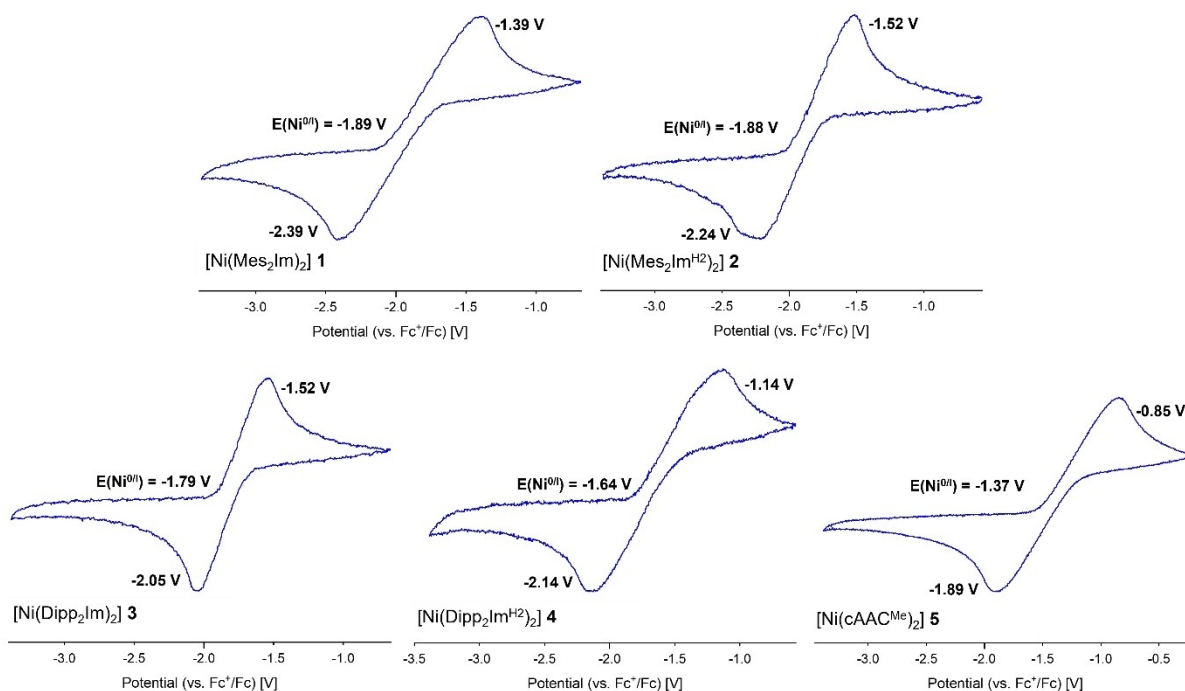 -1.39 V
E(Ni⁰/ᴵ) = -1.89 V
-2.39 V
[Ni(Mes₂Im)₂] 1
-3.0 -2.5 -2.0 -1.5 -1.0
Potential (vs. Fc⁺/Fc) [V]
-1.52 V
E(Ni⁰/ᴵ) = -1.88 V
-2.24 V
[Ni(Mes₂Imᴴ²)₂] 2
-3.0 -2.5 -2.0 -1.5 -1.0
Potential (vs. Fc⁺/Fc) [V]
-1.52 V
E(Ni⁰/ᴵ) = -1.79 V
-2.05 V
[Ni(Dipp₂Im)₂] 3
-3.0 -2.5 -2.0 -1.5 -1.0
Potential (vs. Fc⁺/Fc) [V]
-1.14 V
E(Ni⁰/ᴵ) = -1.64 V
-2.14 V
[Ni(Dipp₂Imᴴ²)₂] 4
-3.5 -3.0 -2.5 -2.0 -1.5 -1.0
Potential (vs. Fc⁺/Fc) [V]
-0.85 V
E(Ni⁰/ᴵ) = -1.37 V
-1.89 V
[Ni(cAACᴹᵉ)₂] 5
-3.0 -2.5 -2.0 -1.5 -1.0 -0.5
Potential (vs. Fc⁺/Fc) [V]